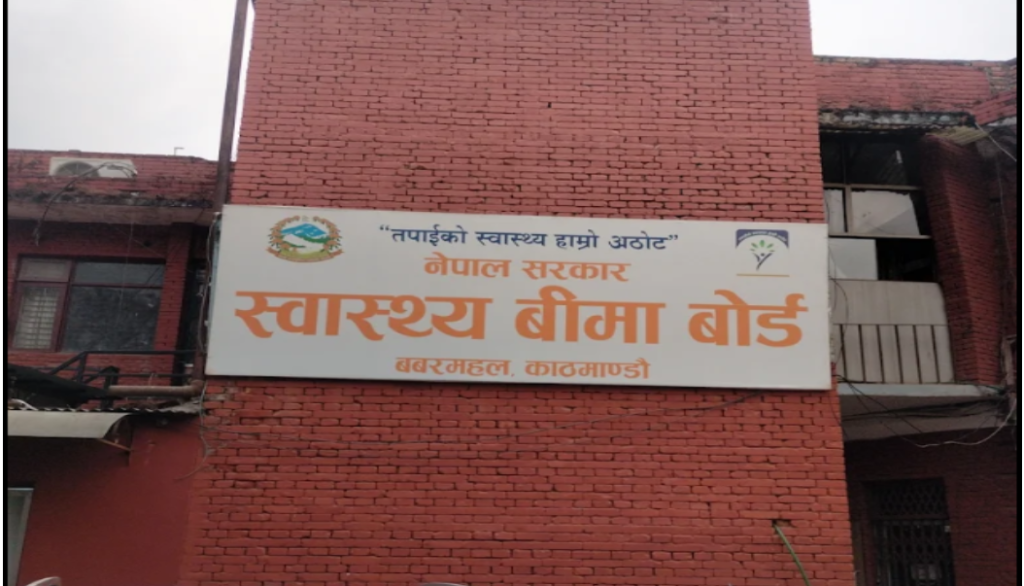 "तपाईको स्वास्थ्य हाम्रो अठोट"
नेपाल सरकार
स्वास्थ्य बीमा बोर्ड
बबरमहल, काठमाण्डौ